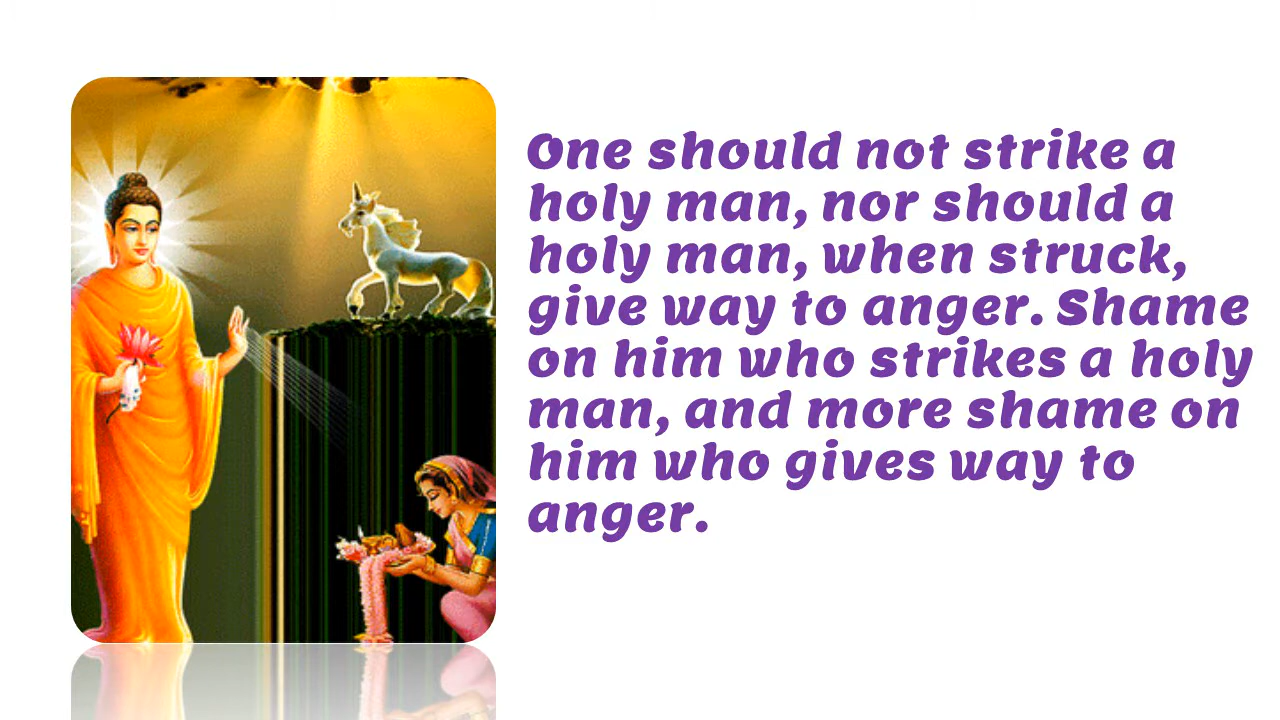 One should not strike a
holy man, nor should a
holy man, when struck,
give way to anger. Shame
on him who strikes a holy
man, and more shame on
him who gives way to
anger.